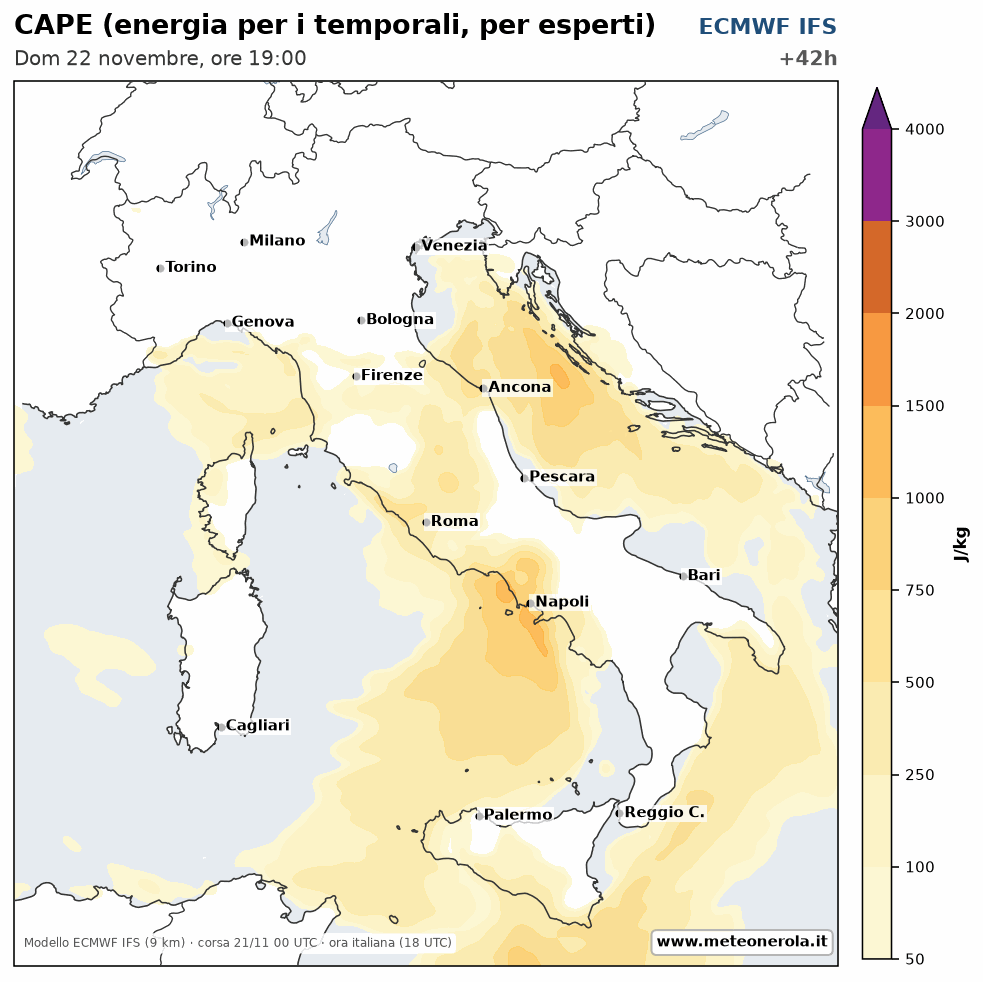 CAPE (energia per i temporali, per esperti)
ECMWF IFS
Dom 22 novembre, ore 19:00
+42h
Milano
Venezia
Torino
Genova
Bologna
Firenze
Ancona
Pescara
Roma
Bari
Napoli
Cagliari
Palermo
Reggio C.
4000
3000
2000
1500
1000
750
500
250
100
50
J/kg
Modello ECMWF IFS (9 km) · corsa 21/11 00 UTC · ora italiana (18 UTC)
www.meteonerola.it